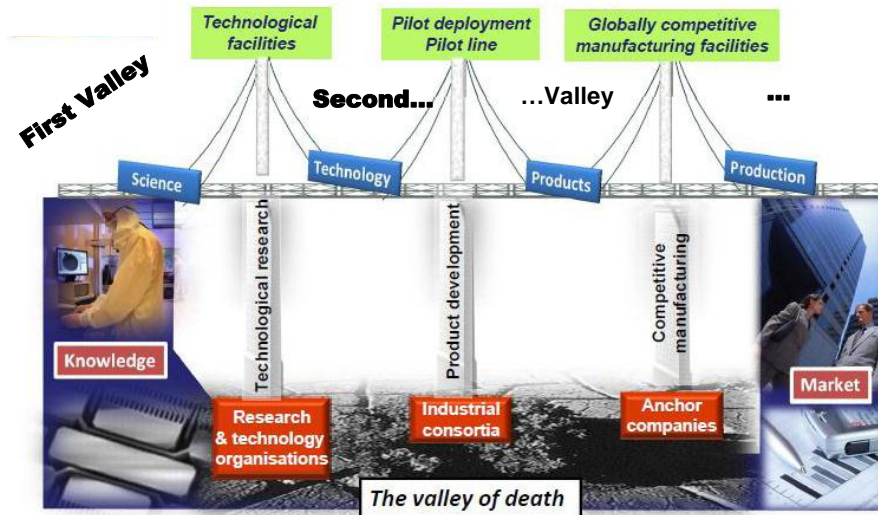 Technological
facilities
Pilot deployment
Pilot line
Globally competitive
manufacturing facilities
First Valley
Second...
...Valley
...
Science
Technology
Products
Production
Technological research
Product development
Competitive
manufacturing
Knowledge
Market
Research
& technology
organisations
Industrial
consortia
Anchor
companies
The valley of death